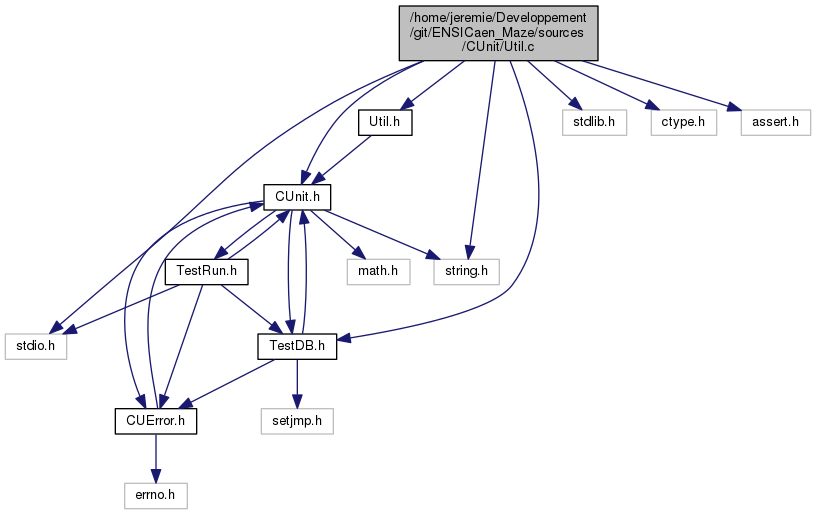 /home/jeremie/Developpement
/git/ENSICaen_Maze/sources
/CUnit/Util.c
Util.h
stdlib.h
ctype.h
assert.h
CUnit.h
TestRun.h
math.h
string.h
stdio.h
TestDB.h
CUError.h
setjmp.h
errno.h